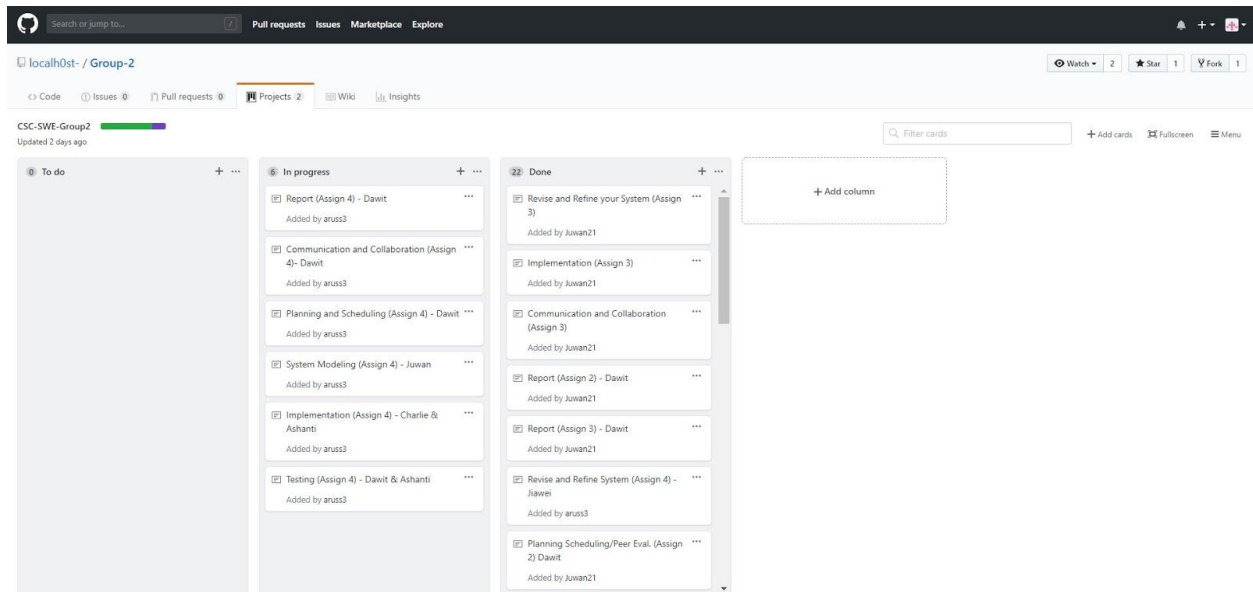 Search or jump to...
/
Pull requests Issues Marketplace Explore
localh0st- / Group-2
Watch 2 Star 1 Fork 1
Code Issues 0 Pull requests 0 Projects 2 Wiki Insights
CSC-SWE-Group2
Updated 2 days ago
Filter cards
+ Add cards Fullscreen Menu
0 To do + ...
6 In progress + ...
Report (Assign 4) - Dawit ...
Added by aruss3
Communication and Collaboration (Assign ...
4)- Dawit
Added by aruss3
Planning and Scheduling (Assign 4) - Dawit ...
Added by aruss3
System Modeling (Assign 4) - Juwan ...
Added by aruss3
Implementation (Assign 4) - Charlie & ...
Ashanti
Added by aruss3
Testing (Assign 4) - Dawit & Ashanti ...
Added by aruss3
22 Done + ...
Revise and Refine your System (Assign ...
3)
Added by Juwan21
Implementation (Assign 3) ...
Added by Juwan21
Communication and Collaboration ...
(Assign 3)
Added by Juwan21
Report (Assign 2) - Dawit ...
Added by Juwan21
Report (Assign 3) - Dawit ...
Added by Juwan21
Revise and Refine System (Assign 4) - ...
Jiawei
Added by aruss3
Planning Scheduling/Peer Eval. (Assign ...
2) Dawit
Added by Juwan21
+ Add column